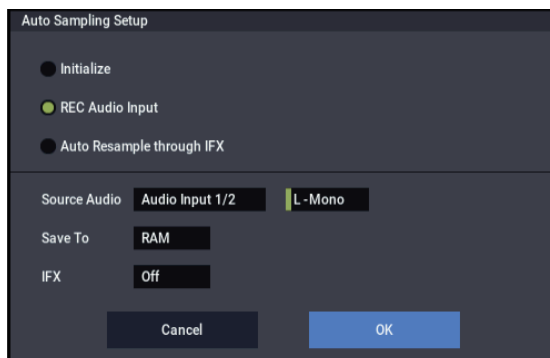 Auto Sampling Setup
Initialize
REC Audio Input
Auto Resample through IFX
Source Audio Audio Input 1/2 L-Mono
Save To RAM
IFX Off
Cancel OK